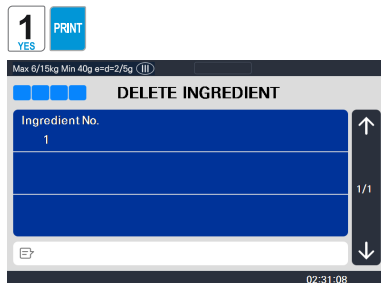 1
YES
PRINT
Max 6/15kg Min 40g e=d=2/5g (III)
DELETE INGREDIENT
Ingredient No.
1
1/1
02:31:08